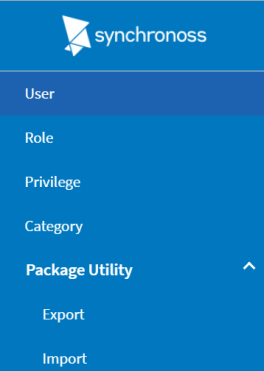 synchronoss
User
Role
Privilege
Category
Package Utility
Export
Import